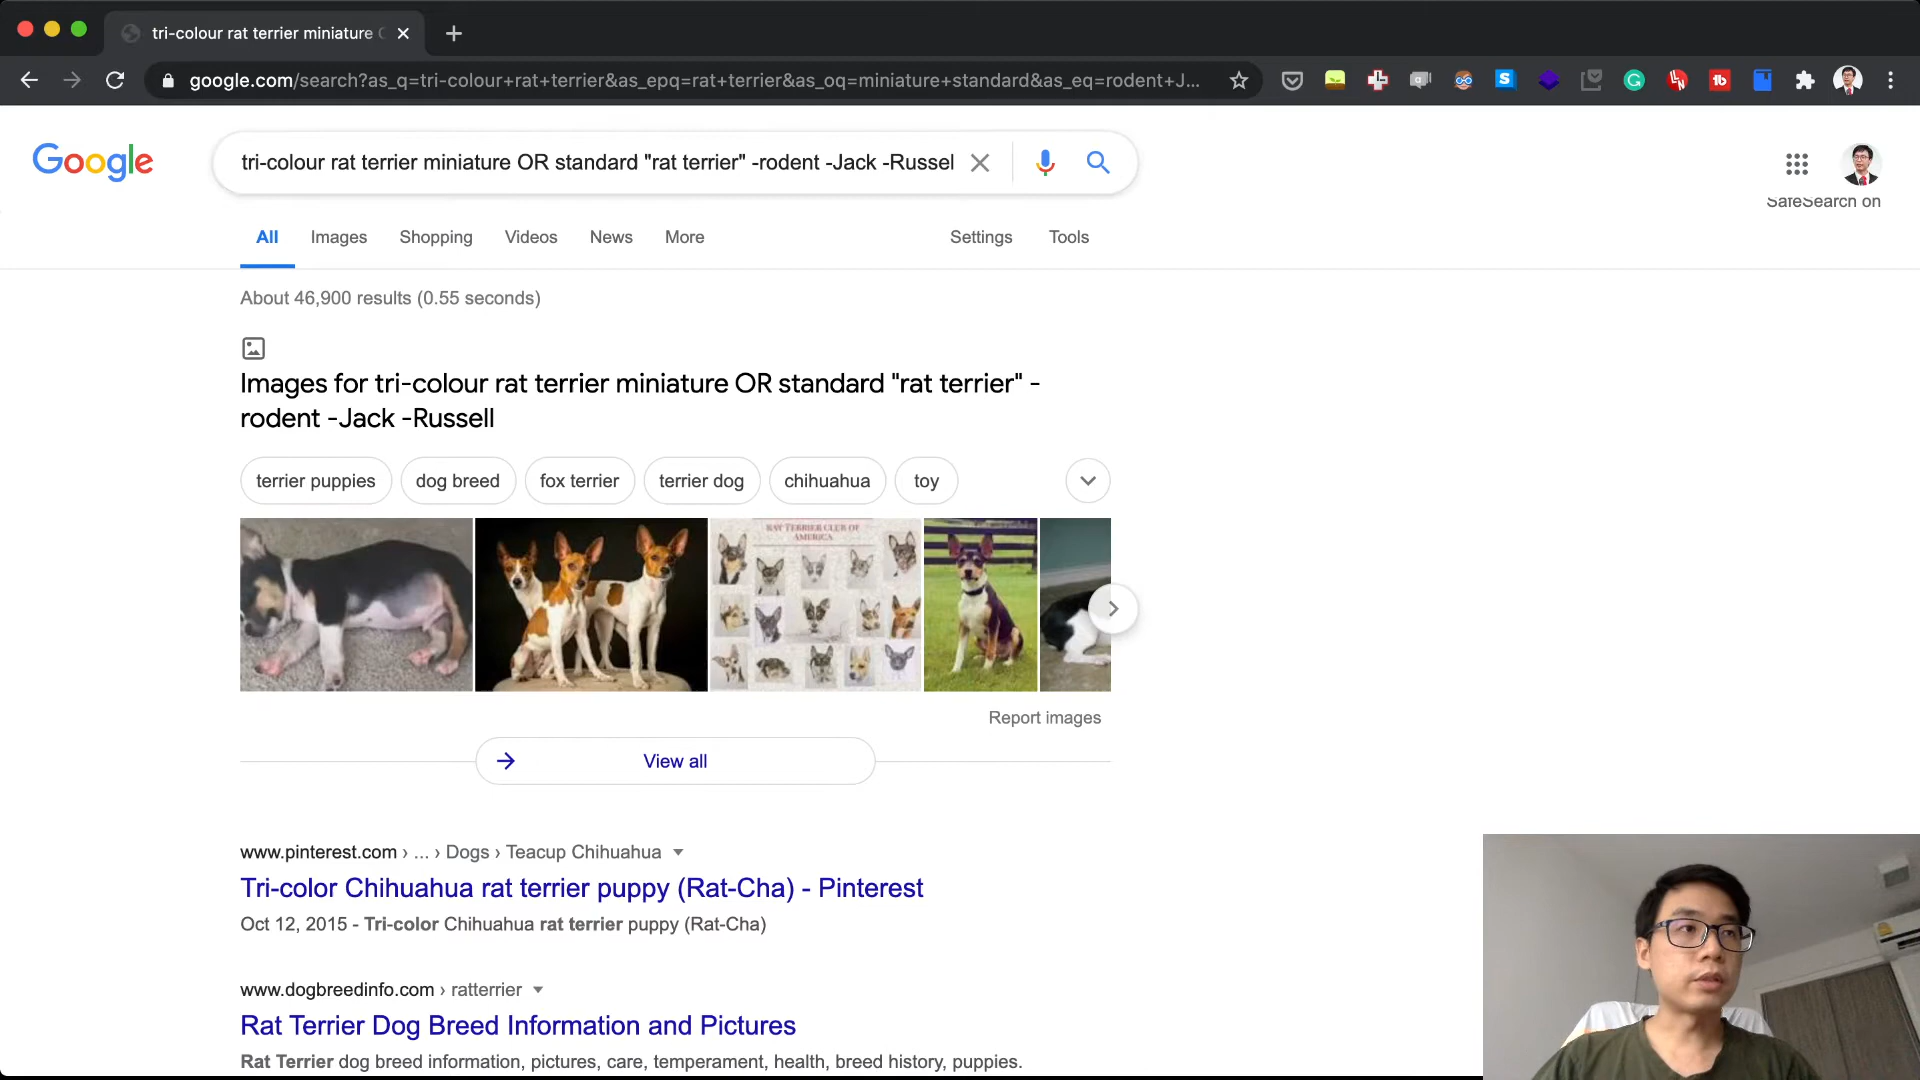 tri-colour rat terrier miniature
google.com/search?as_q=tri-colour+rat+terrier&as_epq=rat+terrier&as_oq=miniature+standard&as_eq=rodent+J...
Google
tri-colour rat terrier miniature OR standard "rat terrier" -rodent -Jack -Russel
SafeSearch on
All Images Shopping Videos News More Settings Tools
About 46,900 results (0.55 seconds)
Images for tri-colour rat terrier miniature OR standard "rat terrier" -
rodent -Jack -Russell
terrier puppies dog breed fox terrier terrier dog chihuahua toy
RAT TERRIER CLUB OF
AMERICA
Report images
View all
www.pinterest.com › ... › Dogs › Teacup Chihuahua
Tri-color Chihuahua rat terrier puppy (Rat-Cha) - Pinterest
Oct 12, 2015 - Tri-color Chihuahua rat terrier puppy (Rat-Cha)
www.dogbreedinfo.com › ratterrier
Rat Terrier Dog Breed Information and Pictures
Rat Terrier dog breed information, pictures, care, temperament, health, breed history, puppies.